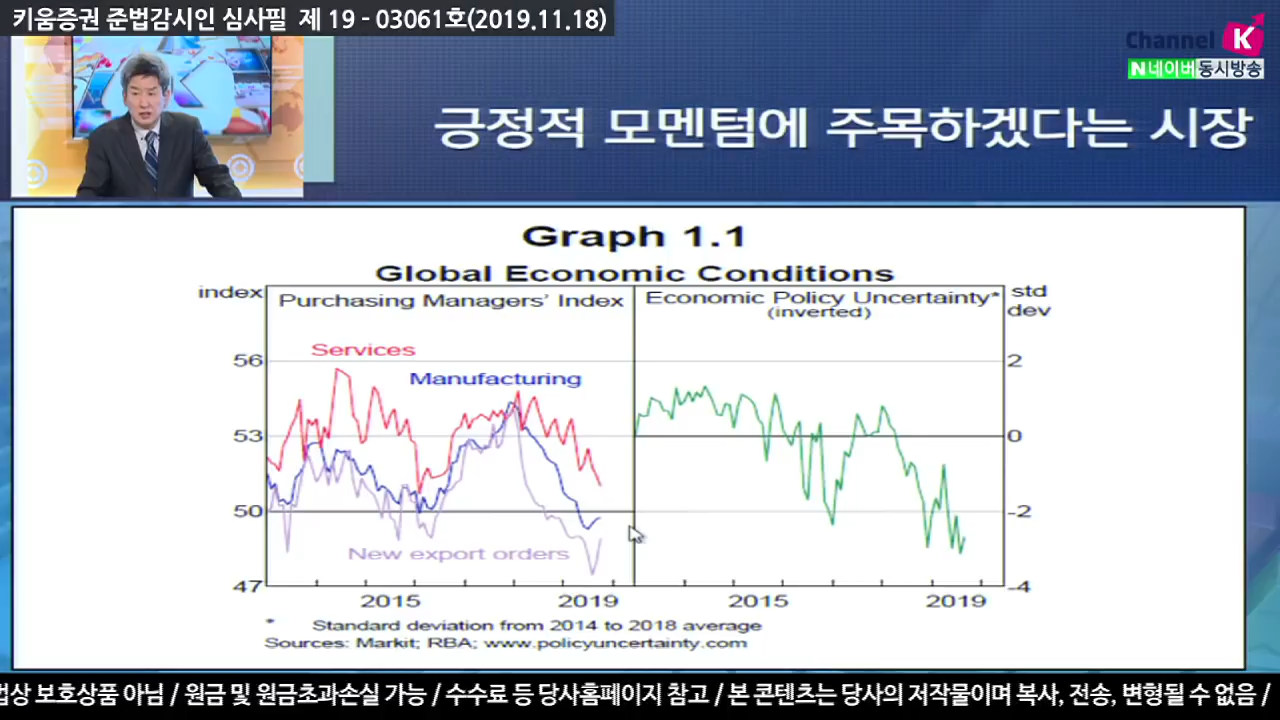 키움증권 준법감시인 심사필 제 19 - 03061호(2019.11.18)
Channel K
N네이버 동시방송
긍정적 모멘텀에 주목하겠다는 시장
Graph 1.1
Global Economic Conditions
index
Purchasing Managers' Index
Economic Policy Uncertainty*
(inverted)
std
dev
Services
Manufacturing
New export orders
56
53
50
47
2
0
-2
-4
2015
2019
2015
2019
* Standard deviation from 2014 to 2018 average
Sources: Markit; RBA; www.policyuncertainty.com
법상 보호상품 아님 / 원금 및 원금초과손실 가능 / 수수료 등 당사홈페이지 참고 / 본 콘텐츠는 당사의 저작물이며 복사, 전송, 변형될 수 없음 /